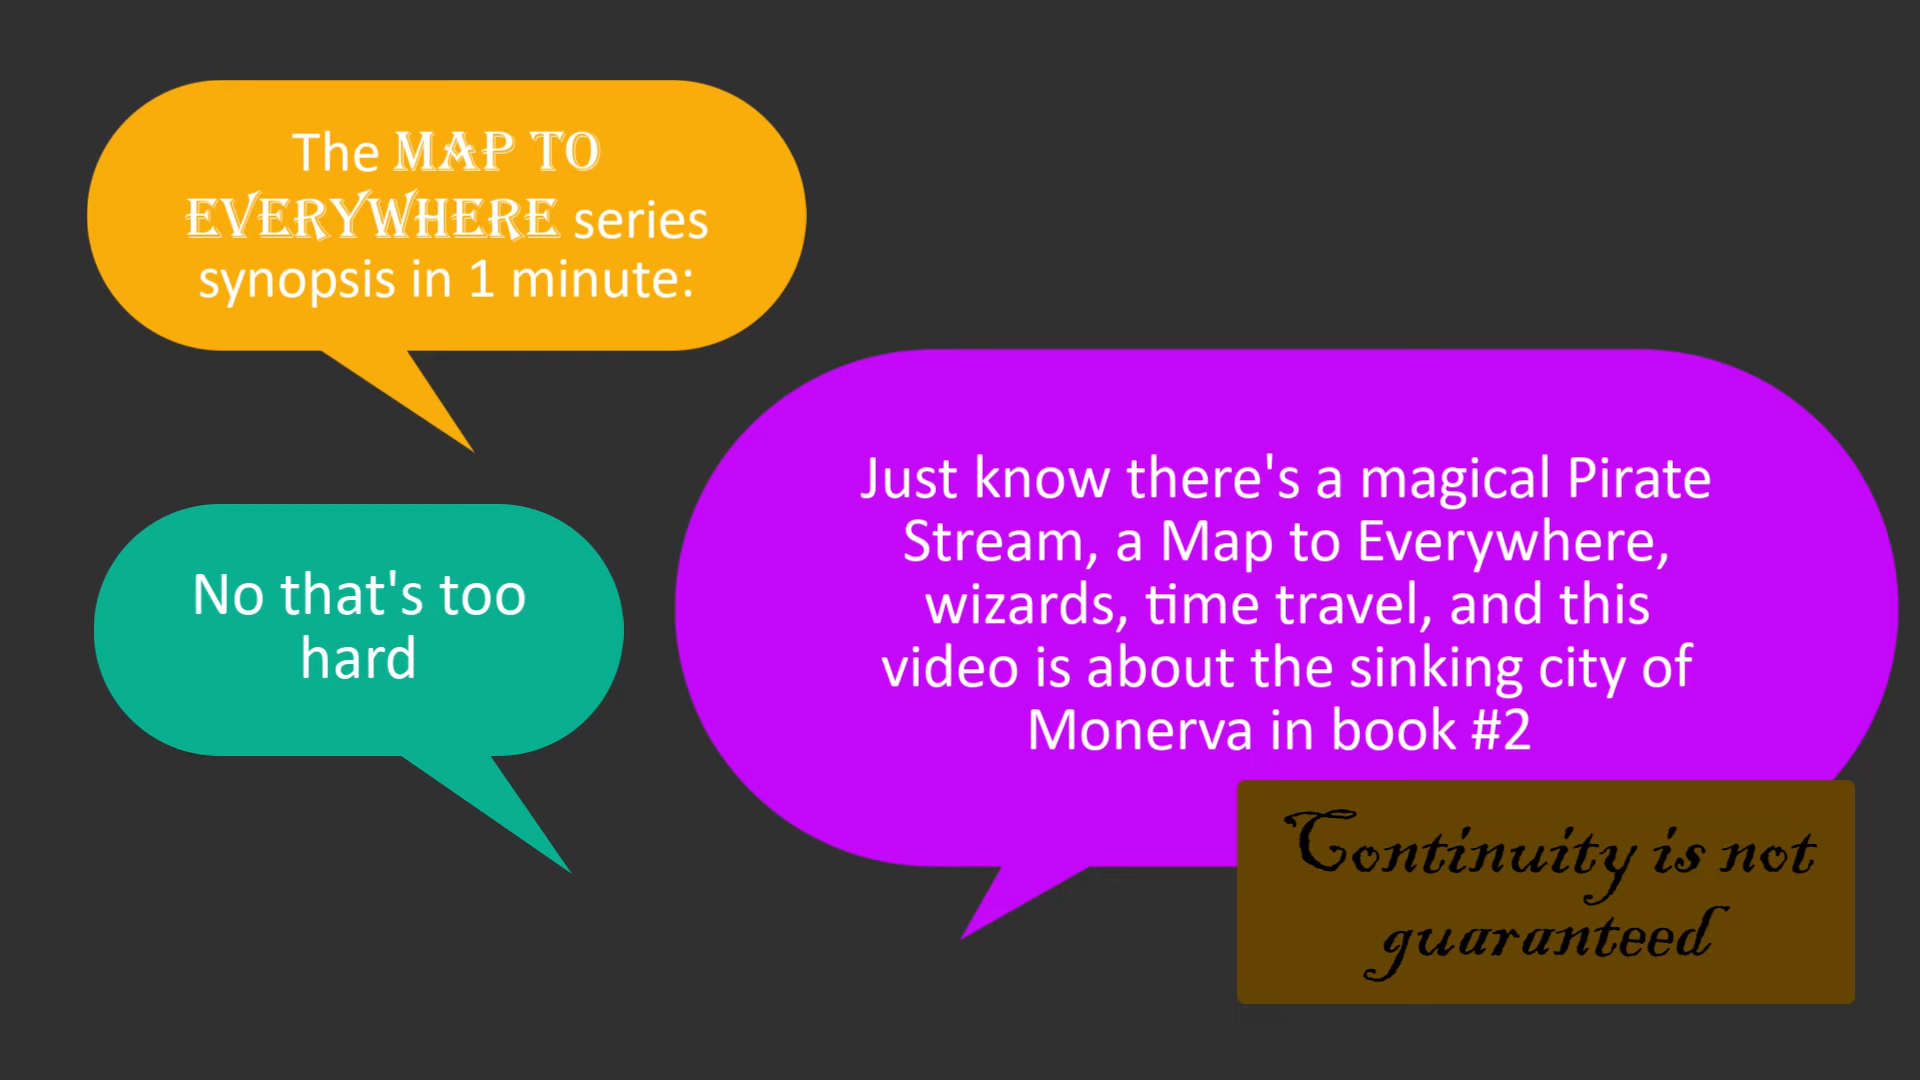 The MAP TO
EVERYWHERE series
synopsis in 1 minute:
No that's too
hard
Just know there's a magical Pirate
Stream, a Map to Everywhere,
wizards, time travel, and this
video is about the sinking city of
Monerva in book #2
Continuity is not
guaranteed